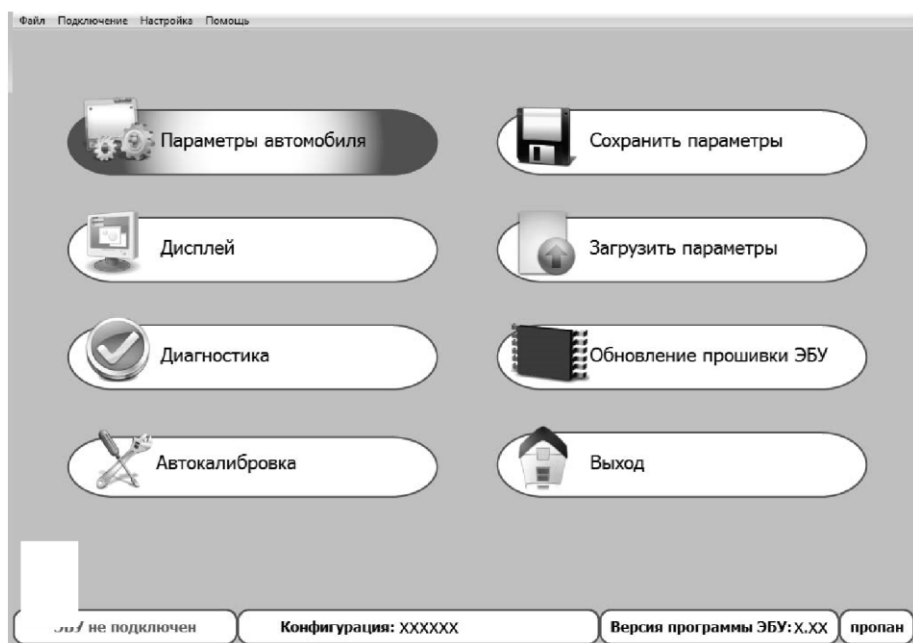 Файл Подключение Настройка Помощь
Параметры автомобиля
Дисплей
Диагностика
Автокалибровка
Сохранить параметры
Загрузить параметры
Обновление прошивки ЭБУ
Выход
ЭБУ не подключен
Конфигурация: XXXXXX
Версия программы ЭБУ: X.XX
пропан